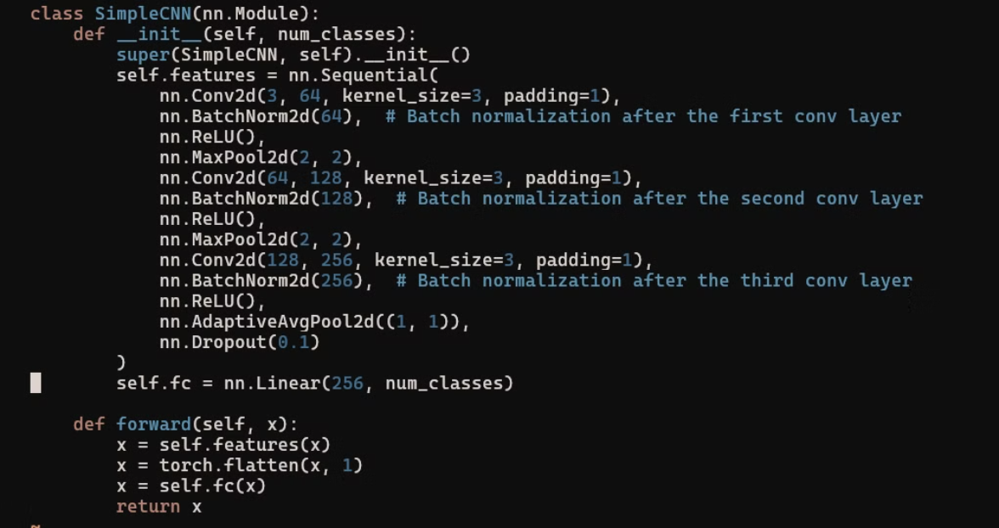 class SimpleCNN(nn.Module):
    def __init__(self, num_classes):
        super(SimpleCNN, self).__init__()
        self.features = nn.Sequential(
            nn.Conv2d(3, 64, kernel_size=3, padding=1),
            nn.BatchNorm2d(64),  # Batch normalization after the first conv layer
            nn.ReLU(),
            nn.MaxPool2d(2, 2),
            nn.Conv2d(64, 128, kernel_size=3, padding=1),
            nn.BatchNorm2d(128),  # Batch normalization after the second conv layer
            nn.ReLU(),
            nn.MaxPool2d(2, 2),
            nn.Conv2d(128, 256, kernel_size=3, padding=1),
            nn.BatchNorm2d(256),  # Batch normalization after the third conv layer
            nn.ReLU(),
            nn.AdaptiveAvgPool2d((1, 1)),
            nn.Dropout(0.1)
        )
        self.fc = nn.Linear(256, num_classes)

    def forward(self, x):
        x = self.features(x)
        x = torch.flatten(x, 1)
        x = self.fc(x)
        return x
~